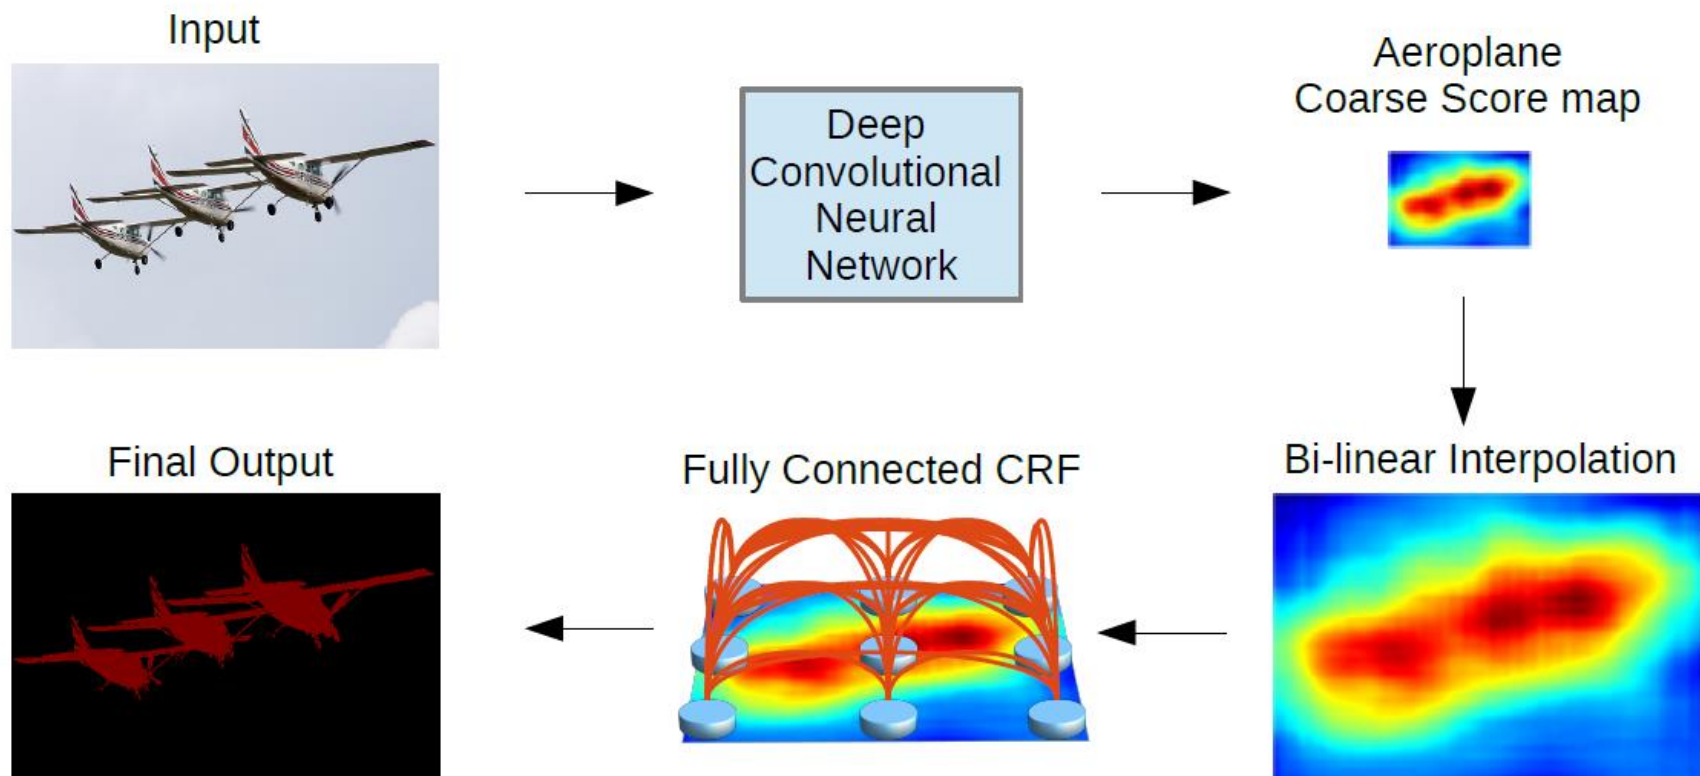 Input
Deep
Convolutional
Neural
Network
Aeroplane
Coarse Score map
Final Output
Fully Connected CRF
Bi-linear Interpolation